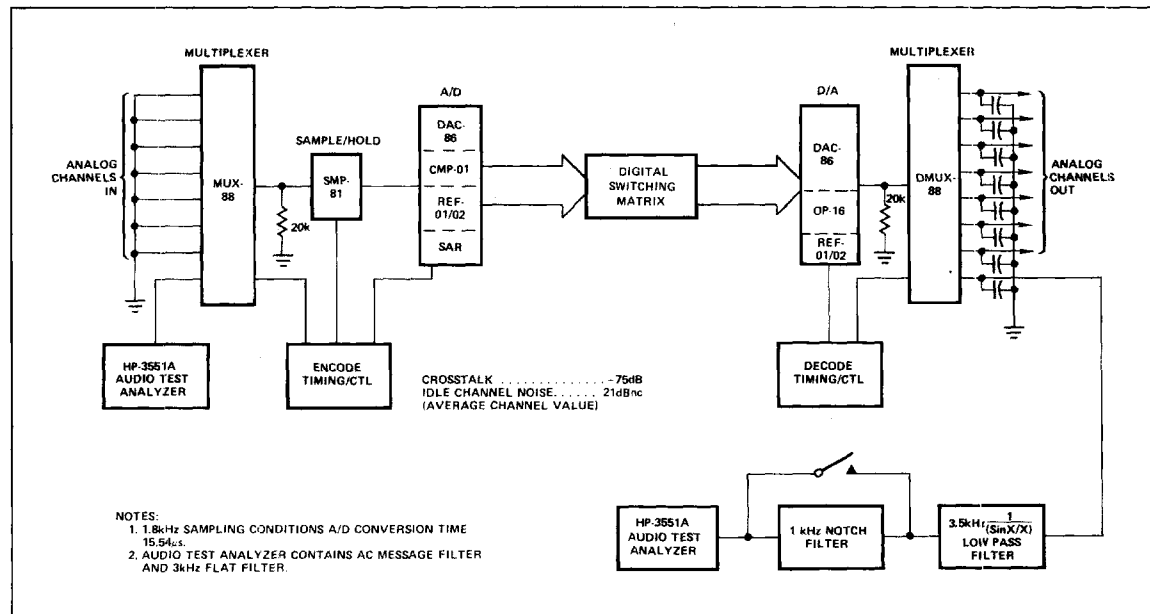 MULTIPLEXER
MULTIPLEXER
A/D
D/A
SAMPLE/HOLD
ANALOG
CHANNELS
IN
MUX-
88
20k
SMP-
81
DAC-
86
CMP-01
REF-
01/02
SAR
DIGITAL
SWITCHING
MATRIX
DAC-
86
OP-16
REF-
01/02
20k
DMUX-
88
ANALOG
CHANNELS
OUT
HP-3551A
AUDIO TEST
ANALYZER
ENCODE
TIMING/CTL
CROSSTALK . . . . . . . . . . . . . . . -75dB
IDLE CHANNEL NOISE. . . . . . 21dBnc
(AVERAGE CHANNEL VALUE)
DECODE
TIMING/CTL
NOTES:
1. 1.8kHz SAMPLING CONDITIONS A/D CONVERSION TIME
15.54μs.
2. AUDIO TEST ANALYZER CONTAINS AC MESSAGE FILTER
AND 3kHz FLAT FILTER.
HP-3551A
AUDIO TEST
ANALYZER
1 kHz NOTCH
FILTER
3.5kHz 1/(SinX/X)
LOW PASS
FILTER